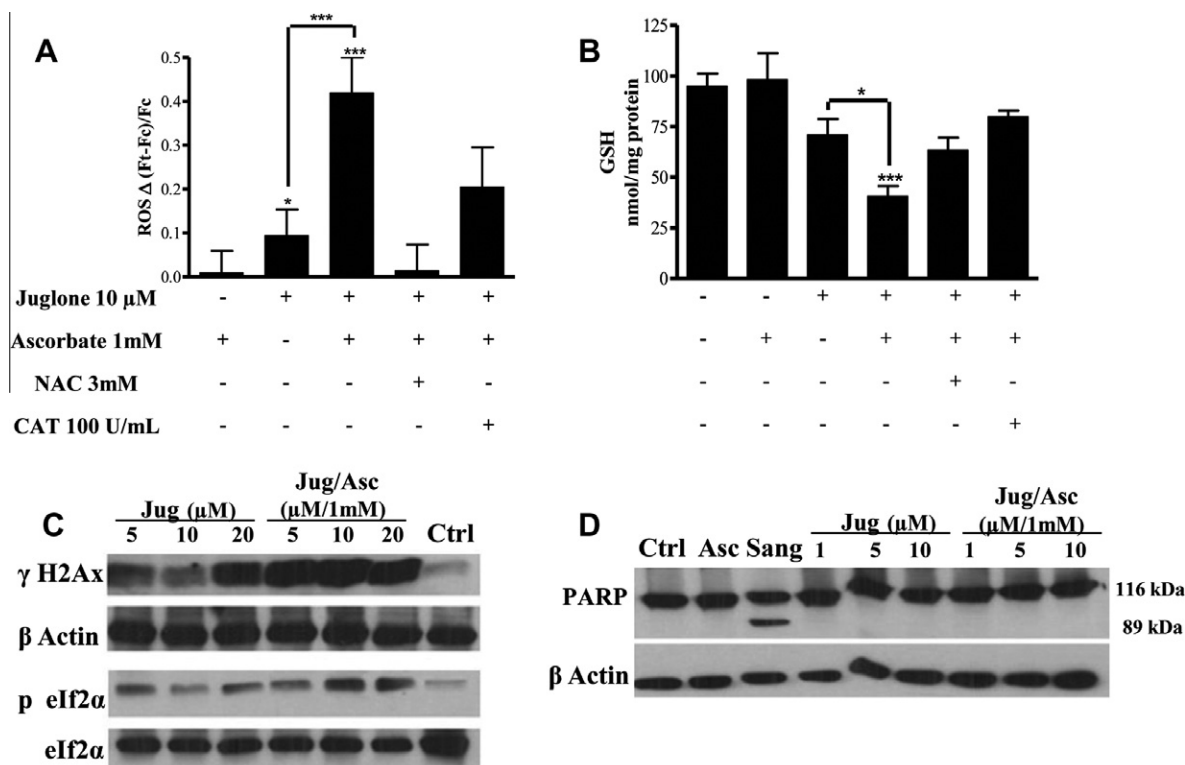 A
***
***
*
ROS Δ (Ft-Fc)/Fc
0.5
0.4
0.3
0.2
0.1
0.0
B
*
***
GSH
nmol/mg protein
125
100
75
50
25
0
Juglone 10 µM - + + + + - - + + + +
Ascorbate 1mM + - + + + - + - + + +
NAC 3mM - - - + - - - - - + -
CAT 100 U/mL - - - - + - - - - - +
C
Jug (µM)
Jug/Asc
(µM/1mM)
5 10 20 5 10 20 Ctrl
γ H2Ax
β Actin
p eIf2α
eIf2α
D
Jug (µM)
Jug/Asc
(µM/1mM)
Ctrl Asc Sang 1 5 10 1 5 10
PARP
116 kDa
89 kDa
β Actin